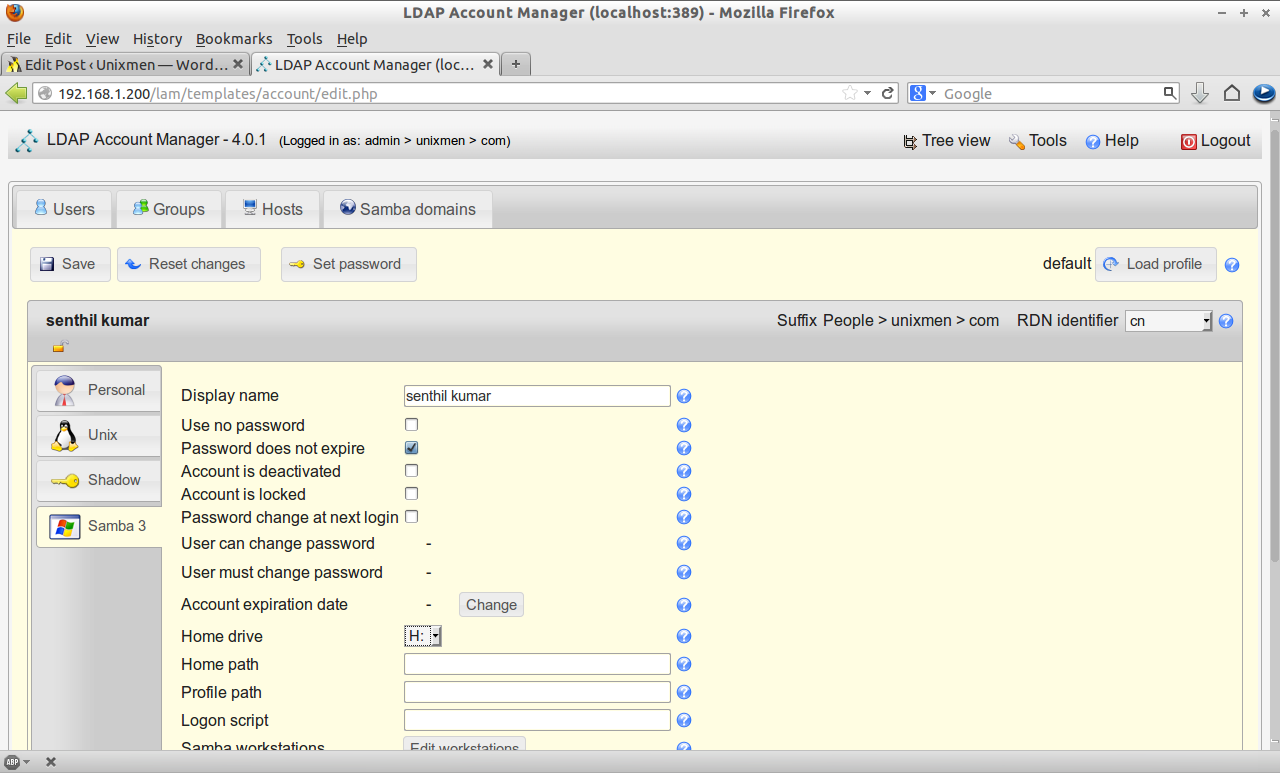 LDAP Account Manager (localhost:389) - Mozilla Firefox
File Edit View History Bookmarks Tools Help
Edit Post ‹ Unixmen — Word... LDAP Account Manager (loc...
192.168.1.200/lam/templates/account/edit.php Google
LDAP Account Manager - 4.0.1 (Logged in as: admin > unixmen > com) Tree view Tools Help Logout
Users Groups Hosts Samba domains
Save Reset changes Set password default Load profile
senthil kumar Suffix People > unixmen > com RDN identifier cn
Personal
Unix
Shadow
Samba 3
Display name senthil kumar
Use no password
Password does not expire
Account is deactivated
Account is locked
Password change at next login
User can change password -
User must change password -
Account expiration date - Change
Home drive H:
Home path
Profile path
Logon script
Samba workstations Edit workstations
ABP